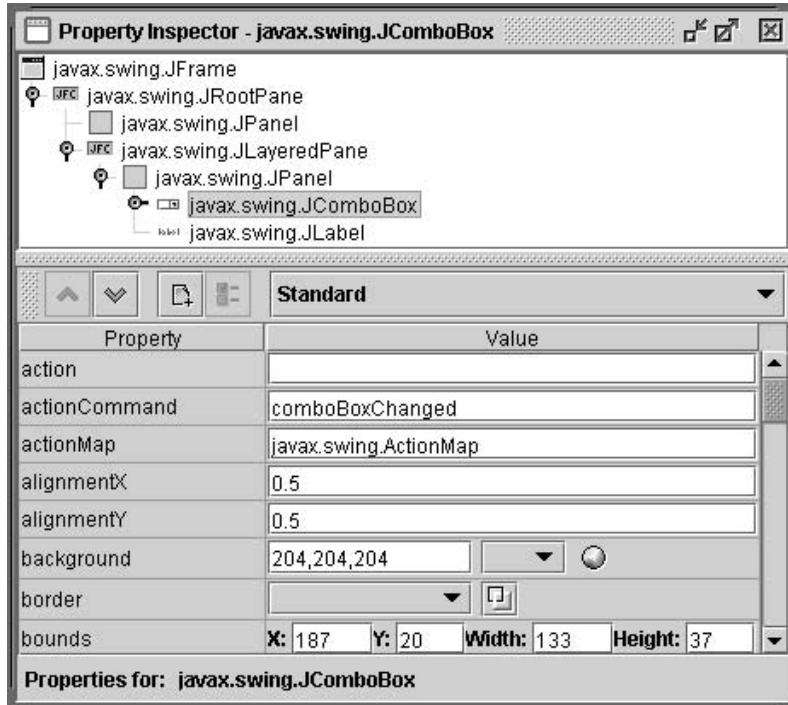 Property Inspector - javax.swing.JComboBox
javax.swing.JFrame
JFC javax.swing.JRootPane
javax.swing.JPanel
JFC javax.swing.JLayeredPane
javax.swing.JPanel
javax.swing.JComboBox
label javax.swing.JLabel
Standard
Property Value
action
actionCommand comboBoxChanged
actionMap javax.swing.ActionMap
alignmentX 0.5
alignmentY 0.5
background 204,204,204
border
bounds X: 187 Y: 20 Width: 133 Height: 37
Properties for: javax.swing.JComboBox